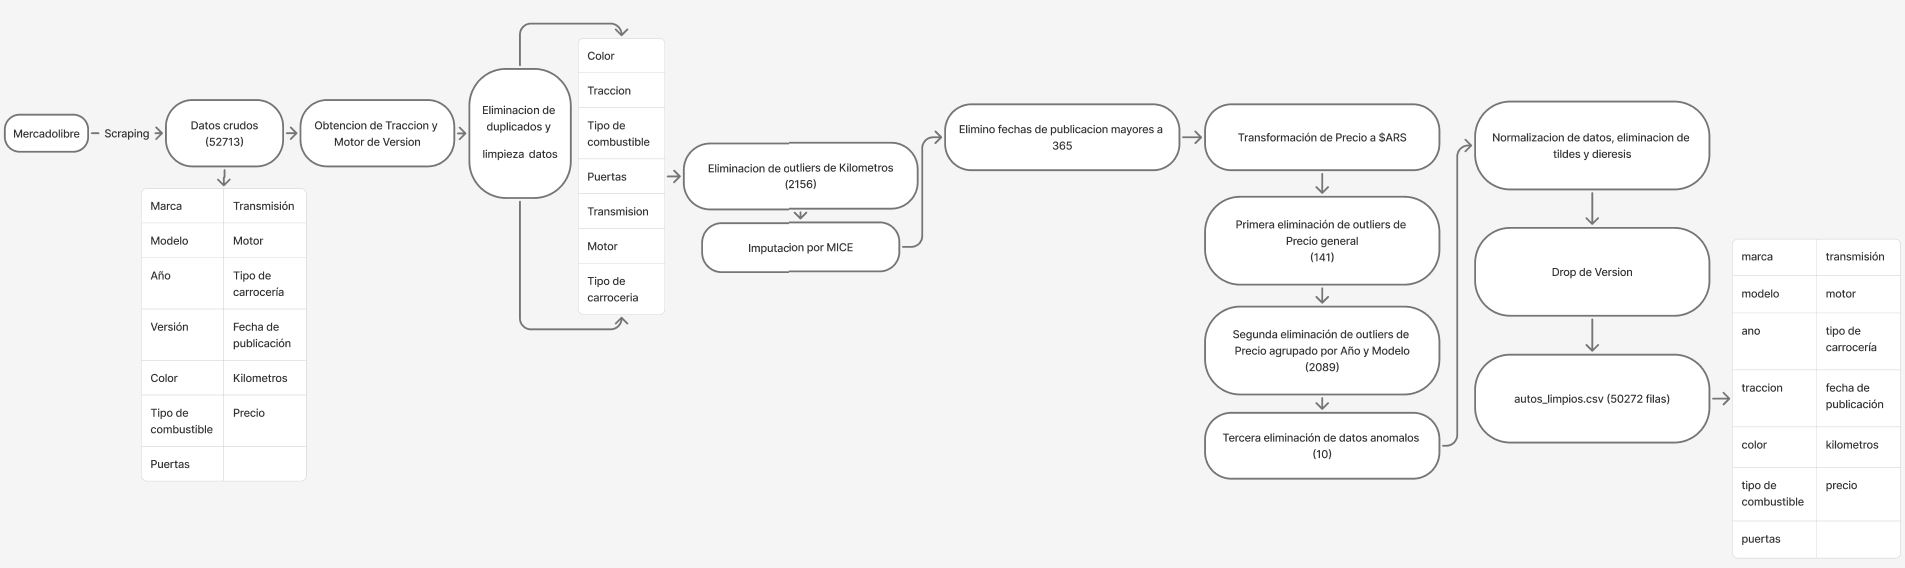 Mercadolibre
Scraping
Datos crudos
(52713)
Marca
Transmisión
Modelo
Motor
Año
Tipo de
carrocería
Versión
Fecha de
publicación
Color
Kilometros
Tipo de
combustible
Precio
Puertas
Obtencion de Traccion y
Motor de Version
Eliminacion de
duplicados y
limpieza datos
Color
Traccion
Tipo de
combustible
Puertas
Transmision
Motor
Tipo de
carroceria
Eliminacion de outliers de Kilometros
(2156)
Imputacion por MICE
Elimino fechas de publicacion mayores a
365
Transformación de Precio a $ARS
Primera eliminación de outliers de
Precio general
(141)
Segunda eliminación de outliers de
Precio agrupado por Año y Modelo
(2089)
Tercera eliminación de datos anomalos
(10)
Normalizacion de datos, eliminacion de
tildes y dieresis
Drop de Version
autos_limpios.csv (50272 filas)
marca
transmisión
modelo
motor
ano
tipo de
carrocería
traccion
fecha de
publicación
color
kilometros
tipo de
combustible
precio
puertas